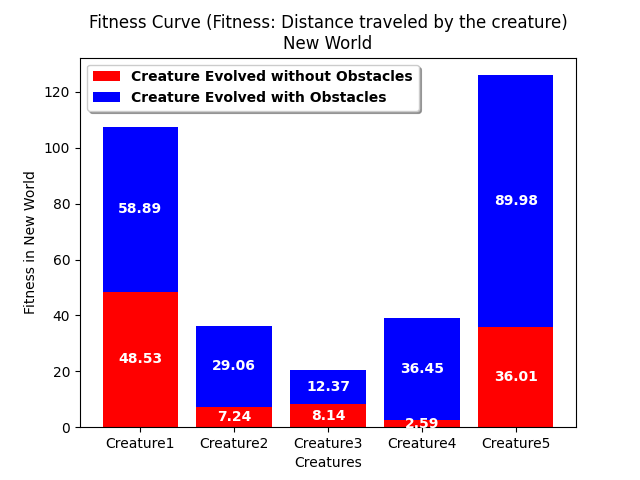 Fitness Curve (Fitness: Distance traveled by the creature)
New World
Creature Evolved without Obstacles
Creature Evolved with Obstacles
Fitness in New World
120
100
80
60
40
20
0
58.89
48.53
29.06
7.24
12.37
8.14
36.45
2.59
89.98
36.01
Creature1 Creature2 Creature3 Creature4 Creature5
Creatures